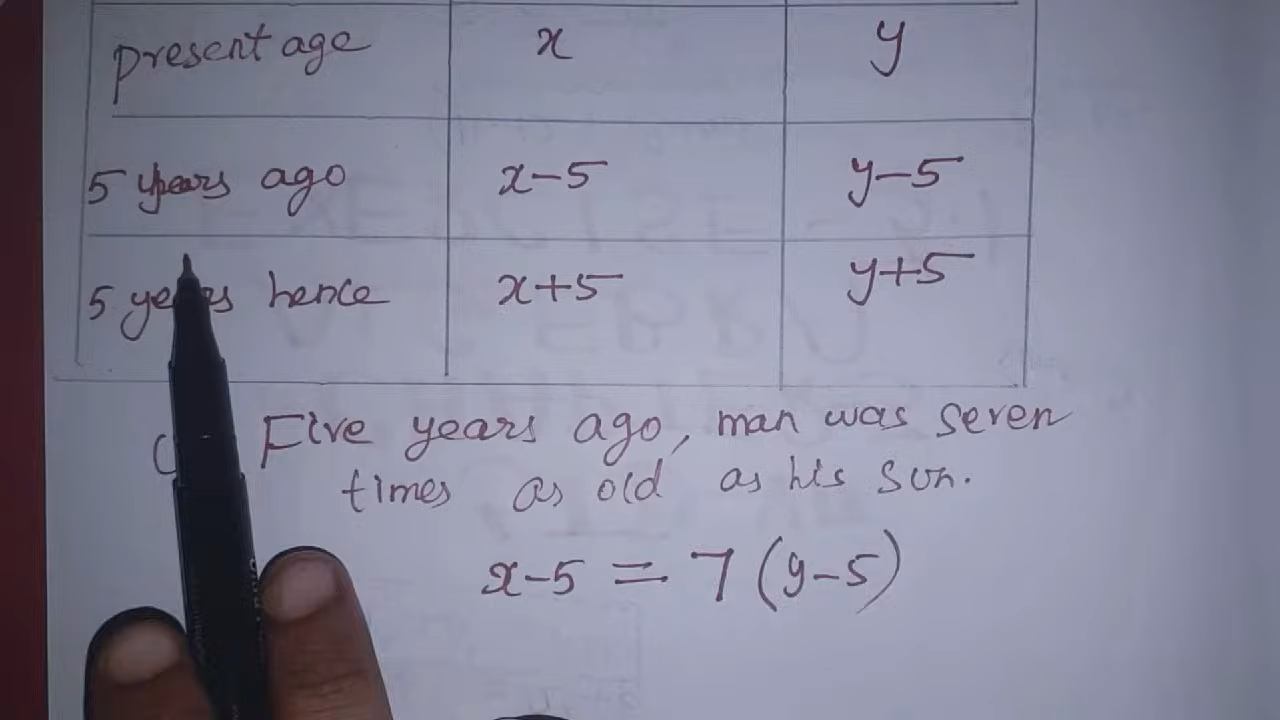 present age x y
5 years ago x-5 y-5
5 years hence x+5 y+5
Five years ago, man was seven
times as old as his son.
x-5 = 7 (y-5)